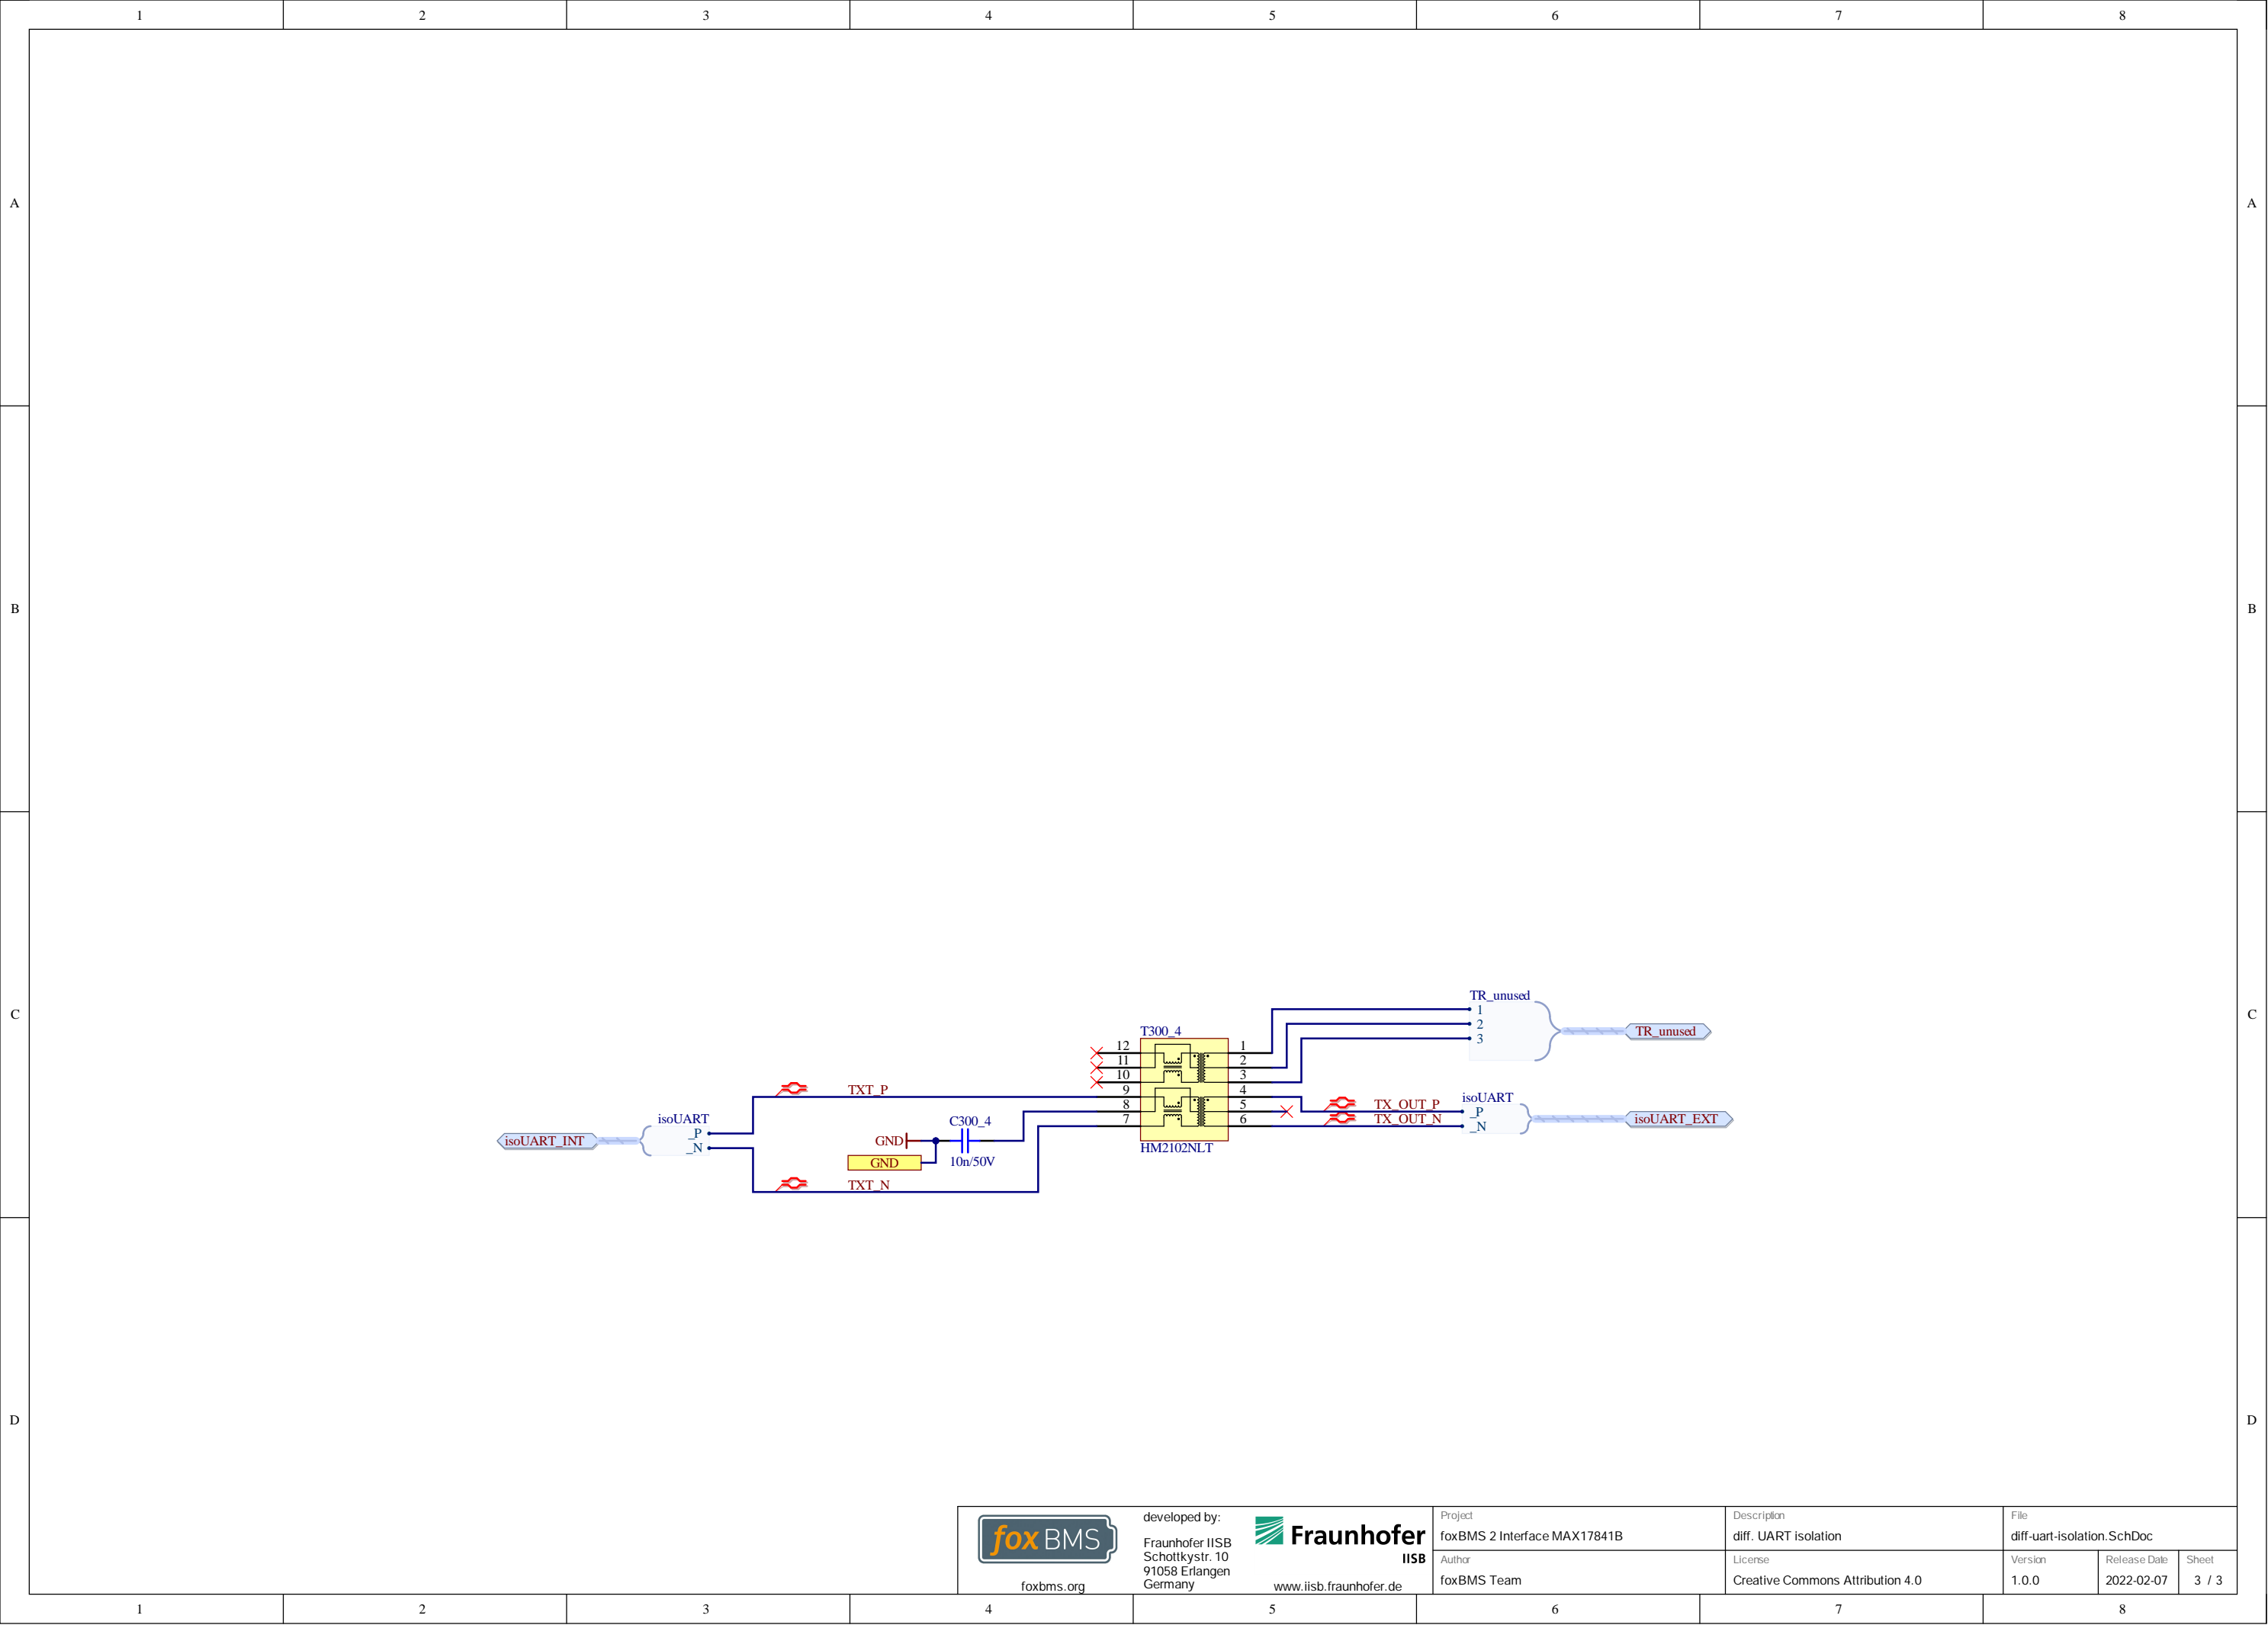 1 2 3 4 5 6 7 8
A A
B B
C C
D D
TR_unused
1
2
3
TR_unused
T300_4
12 1
11 2
10 3
9 4
8 5
7 6
HM2102NLT
TXT_P
isoUART
_P
_N
isoUART_INT
C300_4
GND
10n/50V
GND
TXT_N
TX_OUT_P
TX_OUT_N
isoUART
_P
_N
isoUART_EXT
fox BMS
foxbms.org
developed by:
Fraunhofer IISB
Schottkystr. 10
91058 Erlangen
Germany
Fraunhofer
IISB
www.iisb.fraunhofer.de
Project
foxBMS 2 Interface MAX17841B
Description
diff. UART isolation
File
diff-uart-isolation.SchDoc
Author
foxBMS Team
License
Creative Commons Attribution 4.0
Version
1.0.0
Release Date
2022-02-07
Sheet
3 / 3
1 2 3 4 5 6 7 8